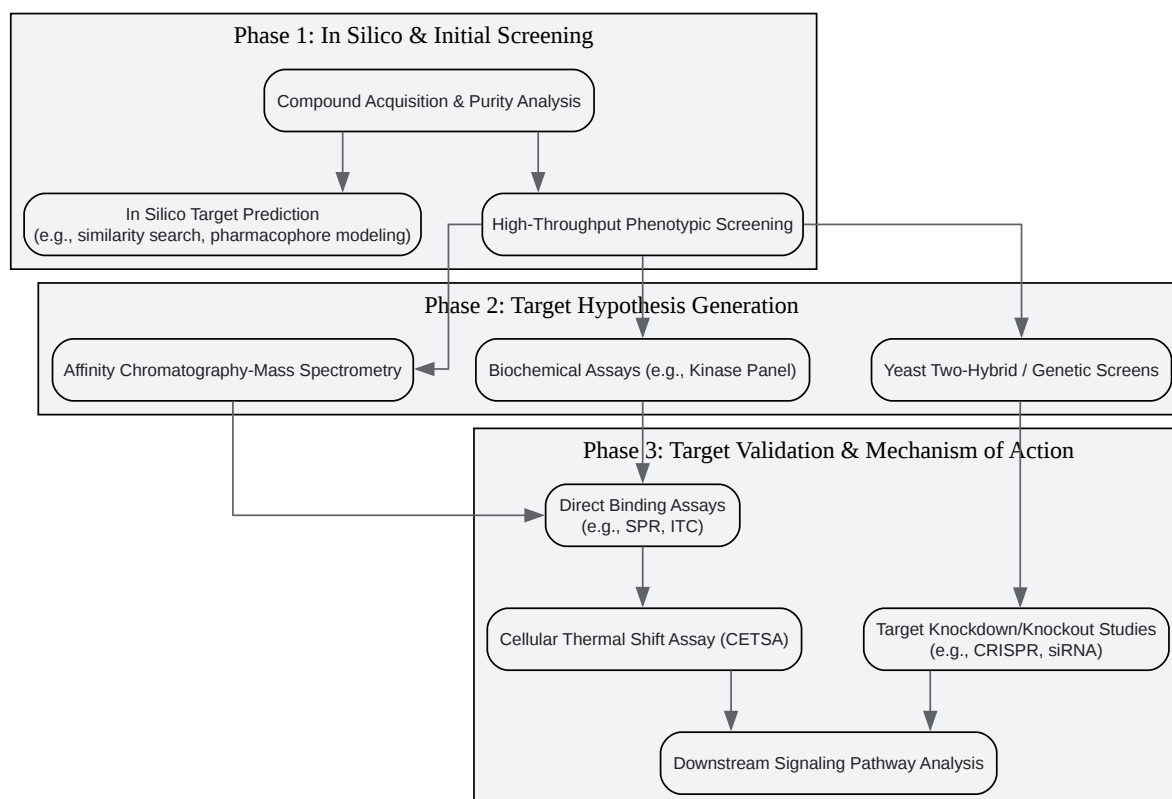 Phase 1: In Silico & Initial Screening
Compound Acquisition & Purity Analysis
In Silico Target Prediction
(e.g., similarity search, pharmacophore modeling)
High-Throughput Phenotypic Screening
Phase 2: Target Hypothesis Generation
Affinity Chromatography-Mass Spectrometry
Biochemical Assays (e.g., Kinase Panel)
Yeast Two-Hybrid / Genetic Screens
Phase 3: Target Validation & Mechanism of Action
Direct Binding Assays
(e.g., SPR, ITC)
Cellular Thermal Shift Assay (CETSA)
Target Knockdown/Knockout Studies
(e.g., CRISPR, siRNA)
Downstream Signaling Pathway Analysis